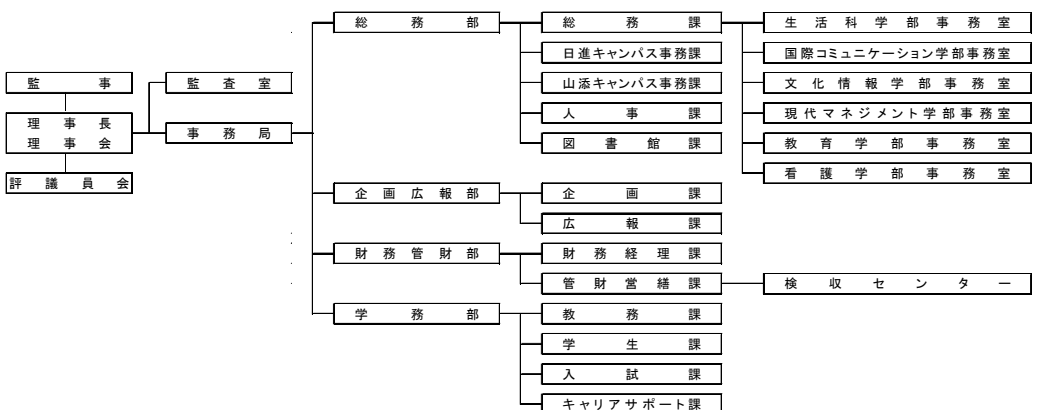 総務部
総務課
生活科学部事務室
日進キャンパス事務課
国際コミュニケーション学部事務室
監事
監査室
山添キャンパス事務課
文化情報学部事務室
理事長
理事会
事務局
人事課
現代マネジメント学部事務室
図書館課
教育学部事務室
評議員会
看護学部事務室
企画広報部
企画課
広報課
財務管財部
財務経理課
管財営繕課
検収センター
学務部
教務課
学生課
入試課
キャリアサポート課